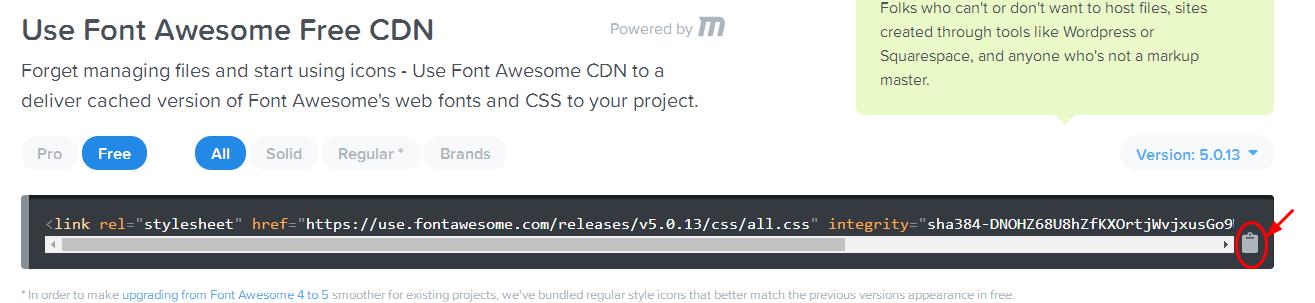 Use Font Awesome Free CDN
Powered by
Forget managing files and start using icons - Use Font Awesome CDN to a
deliver cached version of Font Awesome's web fonts and CSS to your project.
Folks who can't or don't want to host files, sites
created through tools like Wordpress or
Squarespace, and anyone who's not a markup
master.
Pro Free All Solid Regular * Brands
Version: 5.0.13
<link rel="stylesheet" href="https://use.fontawesome.com/releases/v5.0.13/css/all.css" integrity="sha384-DNOHZ68U8hZfKXOrtjWvjxusGo9
* In order to make upgrading from Font Awesome 4 to 5 smoother for existing projects, we've bundled regular style icons that better match the previous versions appearance in free.